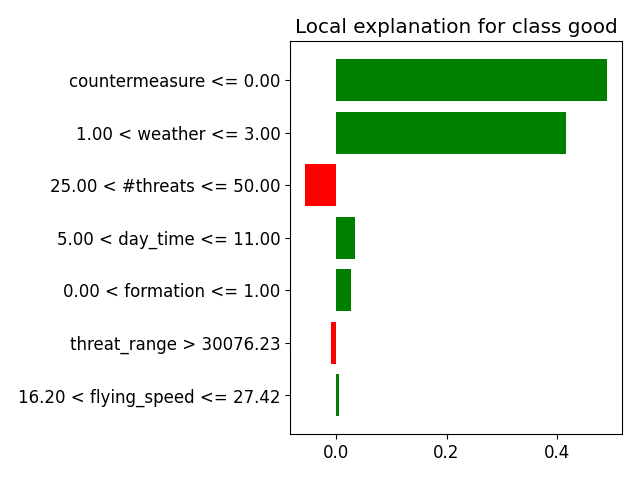 Local explanation for class good
countermeasure <= 0.00
1.00 < weather <= 3.00
25.00 < #threats <= 50.00
5.00 < day_time <= 11.00
0.00 < formation <= 1.00
threat_range > 30076.23
16.20 < flying_speed <= 27.42
0.0 0.2 0.4